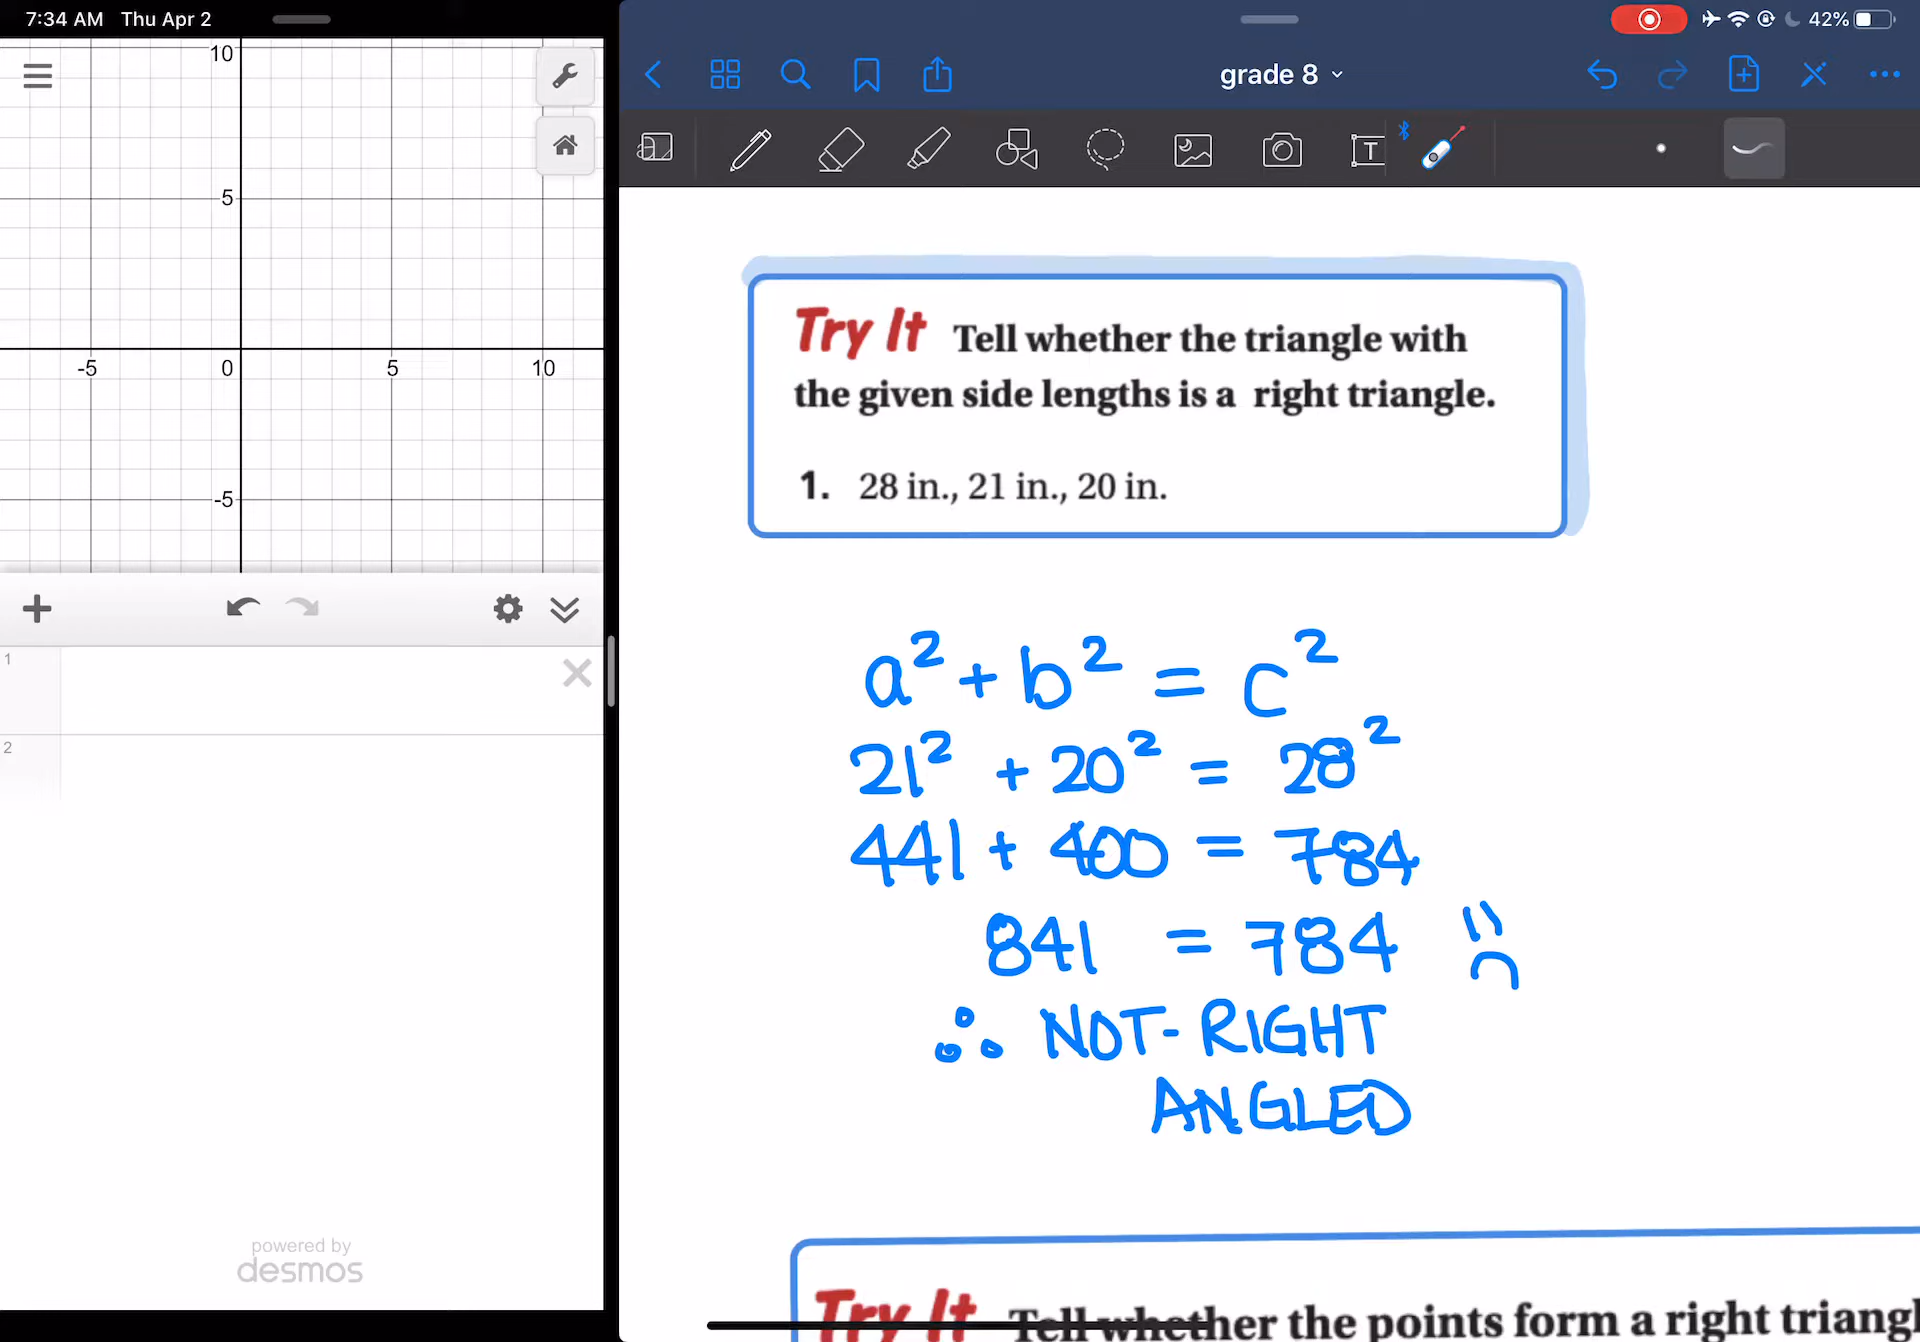 7:34 AM Thu Apr 2
42%
grade 8
T
10
5
-5
0
5
10
-5
1
2
powered by
desmos
Try It Tell whether the triangle with
the given side lengths is a right triangle.
1. 28 in., 21 in., 20 in.
a² + b² = c²
21² + 20² = 28²
441 + 400 = 784
841 = 784
∴ NOT-RIGHT
ANGLED
Try It Tell whether the points form a right triangl